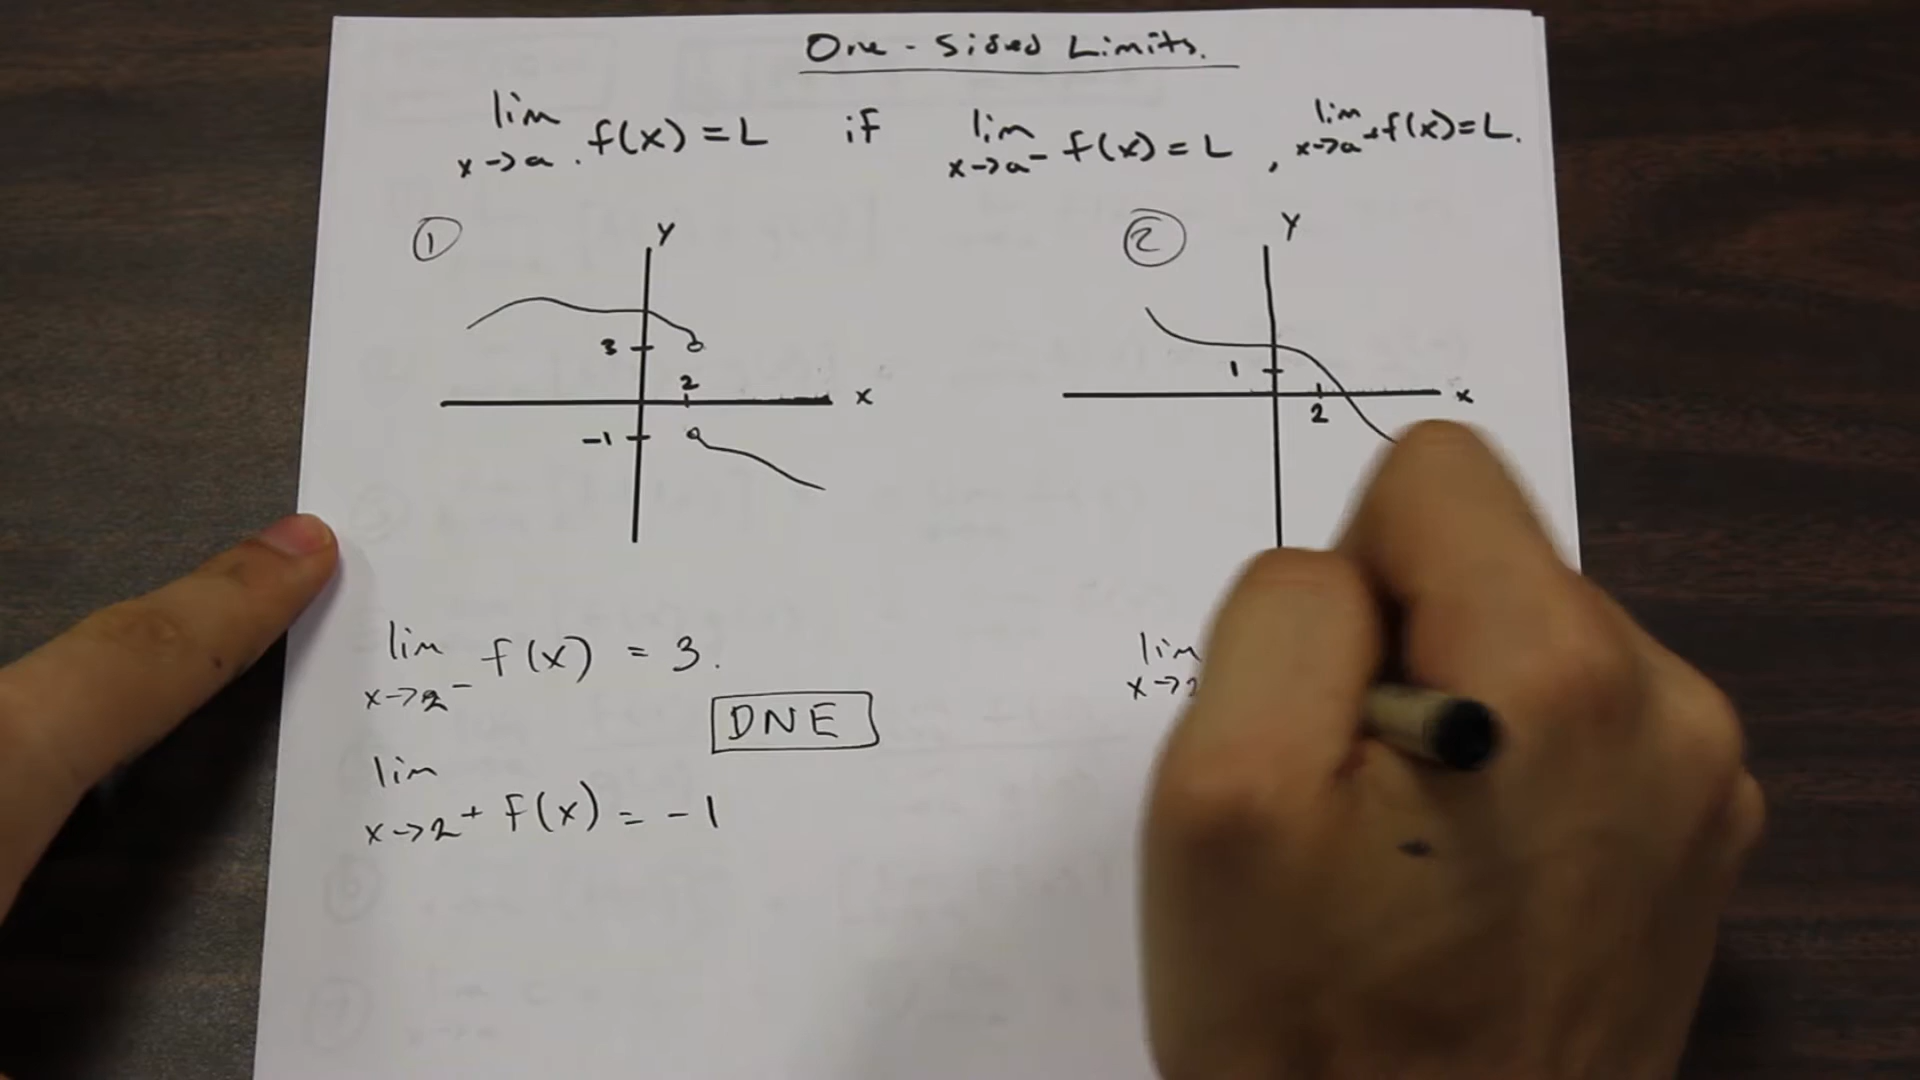 One-Sided Limits.
lim x→a f(x) = L if lim x→a⁻ f(x) = L, lim x→a⁺ f(x) = L.
① y
3
2
x
-1
② y
1
2
x
lim x→2⁻ f(x) = 3.
DNE
lim x→2⁺ f(x) = -1
lim x→2